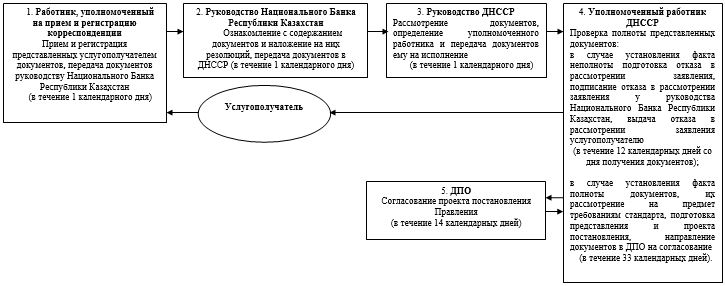 1. Работник, уполномоченный
на прием и регистрацию
корреспонденции
Прием и регистрация
представленных услугополучателем
документов, передача документов
руководству Национального Банка
Республики Казахстан
(в течение 1 календарного дня)
2. Руководство Национального Банка
Республики Казахстан
Ознакомление с содержанием
документов и наложение на них
резолюций, передача документов в
ДНССР (в течение 1 календарного дня)
3. Руководство ДНССР
Рассмотрение документов,
определение уполномоченного
работника и передача документов
ему на исполнение
(в течение 1 календарного дня)
4. Уполномоченный работник
ДНССР
Проверка полноты представленных
документов:
в случае установления факта
неполноты подготовка отказа в
рассмотрении заявления,
подписание отказа в рассмотрении
заявления у руководства
Национального Банка Республики
Казахстан, выдача отказа в
рассмотрении заявления
услугополучателю
(в течение 12 календарных дней со
дня получения документов);
в случае установления факта
полноты документов, их
рассмотрение на предмет
требованиям стандарта, подготовка
представления и проекта
постановления, направление
документов в ДПО на согласование
(в течение 33 календарных дней).
Услугополучатель
5. ДПО
Согласование проекта постановления
Правления
(в течение 14 календарных дней)